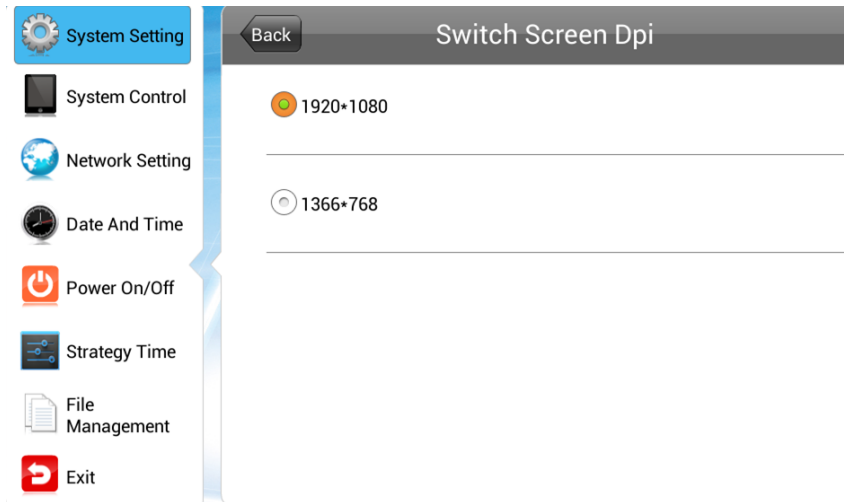 System Setting
System Control
Network Setting
Date And Time
Power On/Off
Strategy Time
File
Management
Exit
Back
Switch Screen Dpi
1920*1080
1366*768